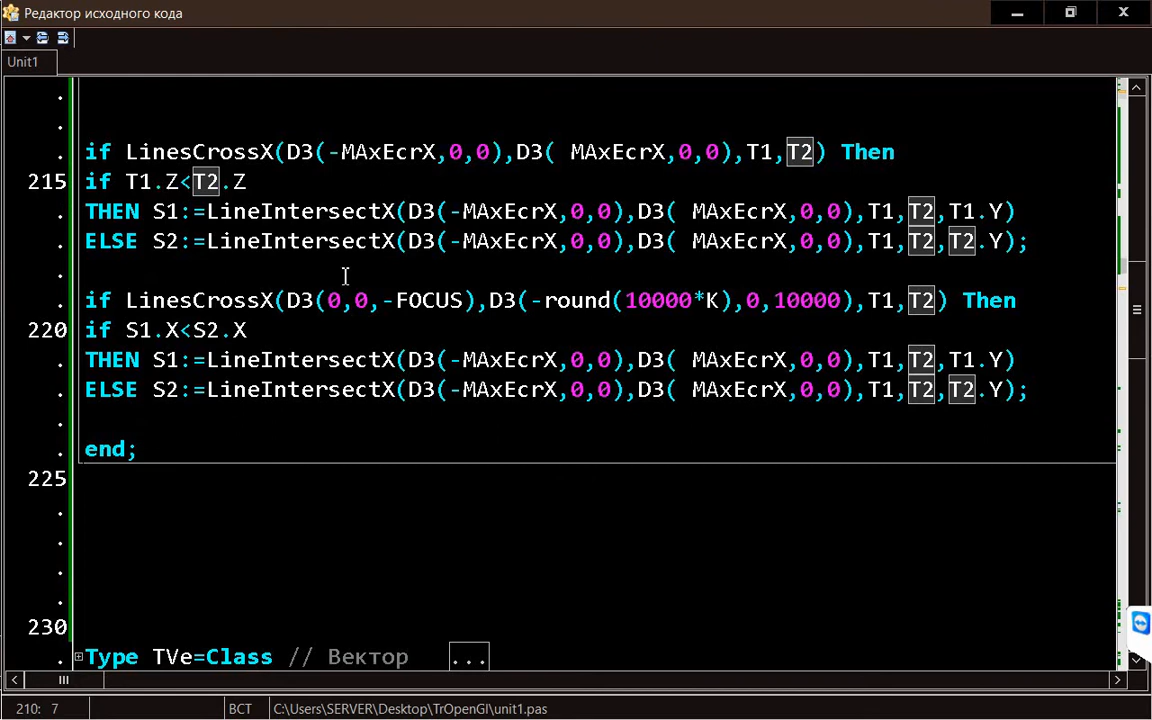 Редактор исходного кода
Unit1
if LinesCrossX(D3(-MAxEcrX,0,0),D3( MAxEcrX,0,0),T1,T2) Then
215 if T1.Z<T2.Z
THEN S1:=LineIntersectX(D3(-MAxEcrX,0,0),D3( MAxEcrX,0,0),T1,T2,T1.Y)
ELSE S2:=LineIntersectX(D3(-MAxEcrX,0,0),D3( MAxEcrX,0,0),T1,T2,T2.Y);
if LinesCrossX(D3(0,0,-FOCUS),D3(-round(10000*K),0,10000),T1,T2) Then
220 if S1.X<S2.X
THEN S1:=LineIntersectX(D3(-MAxEcrX,0,0),D3( MAxEcrX,0,0),T1,T2,T1.Y)
ELSE S2:=LineIntersectX(D3(-MAxEcrX,0,0),D3( MAxEcrX,0,0),T1,T2,T2.Y);
end;
225
230
Type TVe=Class // Вектор ...
210: 7 ВСТ C:\Users\SERVER\Desktop\TrOpenGl\unit1.pas